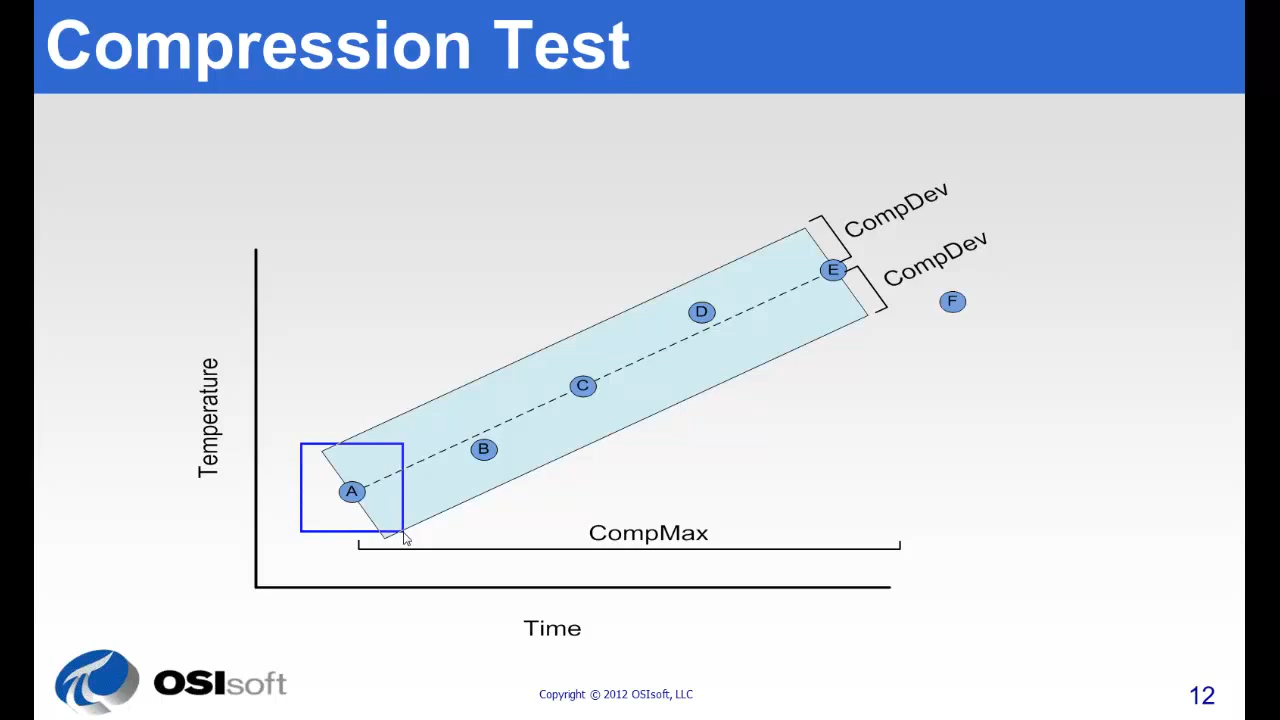 Compression Test
CompDev
CompDev
E
F
D
C
Temperature
B
A
CompMax
Time
OSIsoft
Copyright © 2012 OSIsoft, LLC
12